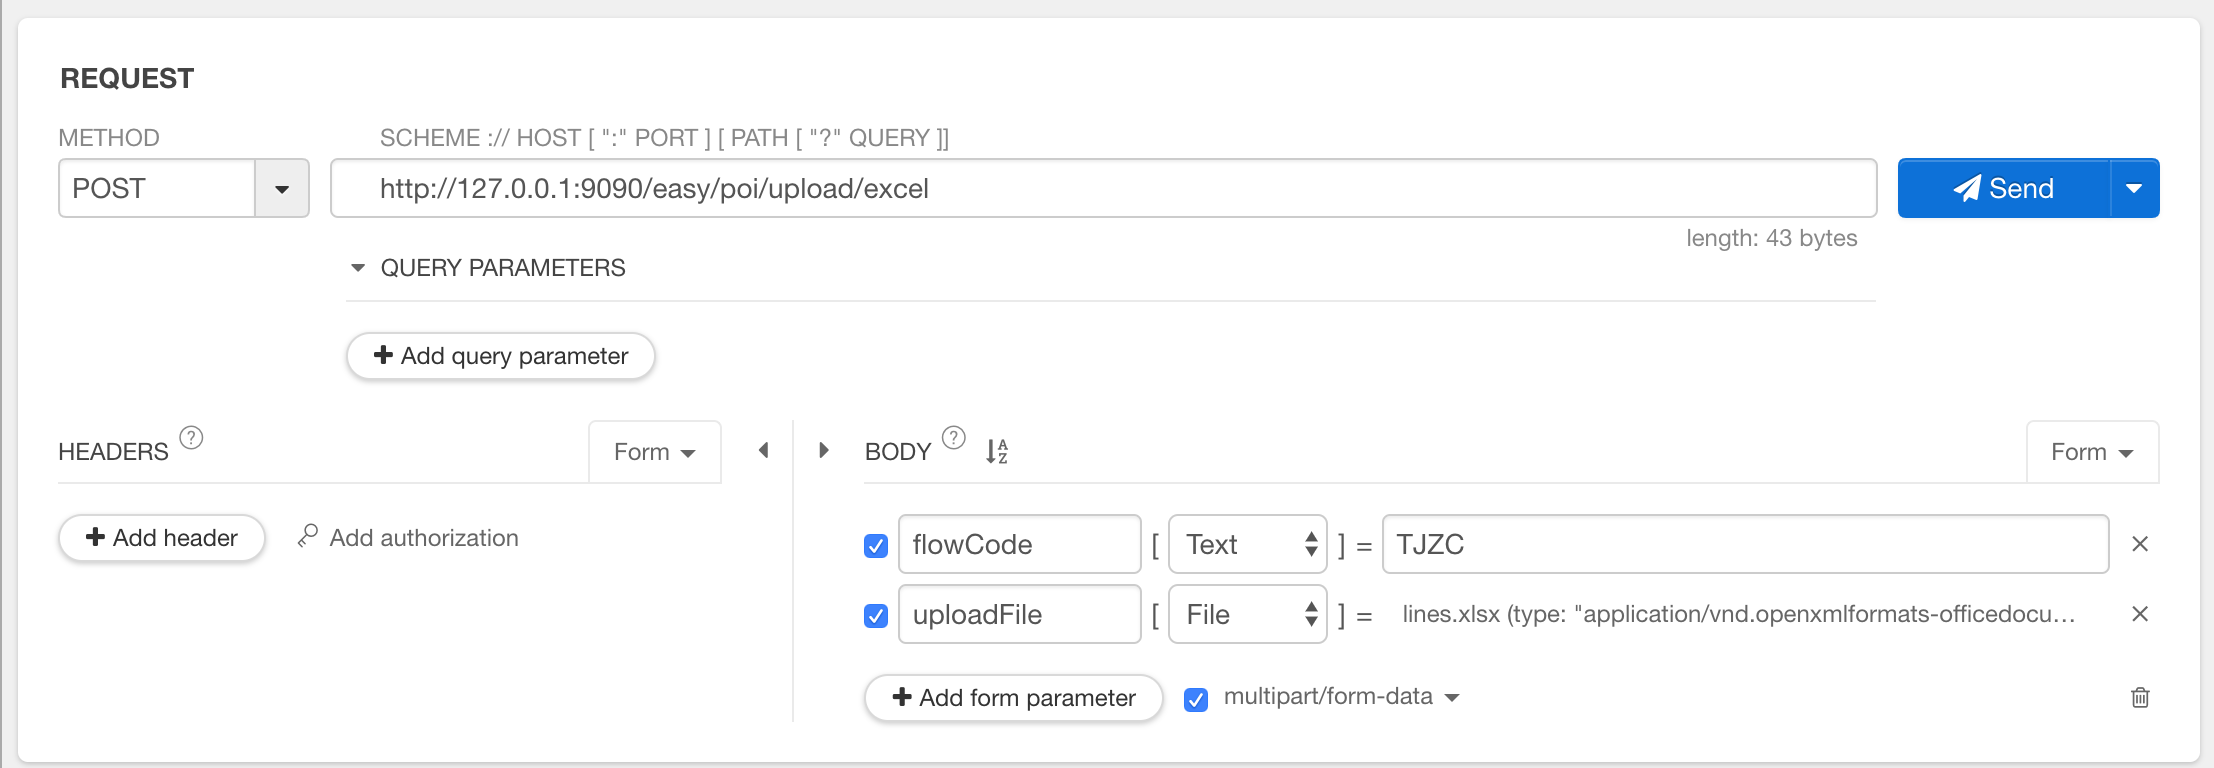 REQUEST
METHOD
SCHEME :// HOST [ ":" PORT ] [ PATH [ "?" QUERY ]]
POST
http://127.0.0.1:9090/easy/poi/upload/excel
Send
length: 43 bytes
QUERY PARAMETERS
+ Add query parameter
HEADERS ?
Form
BODY ?
A
Z
Form
+ Add header
Add authorization
flowCode [ Text ] = TJZC ×
uploadFile [ File ] = lines.xlsx (type: "application/vnd.openxmlformats-officedocu... ×
+ Add form parameter
multipart/form-data